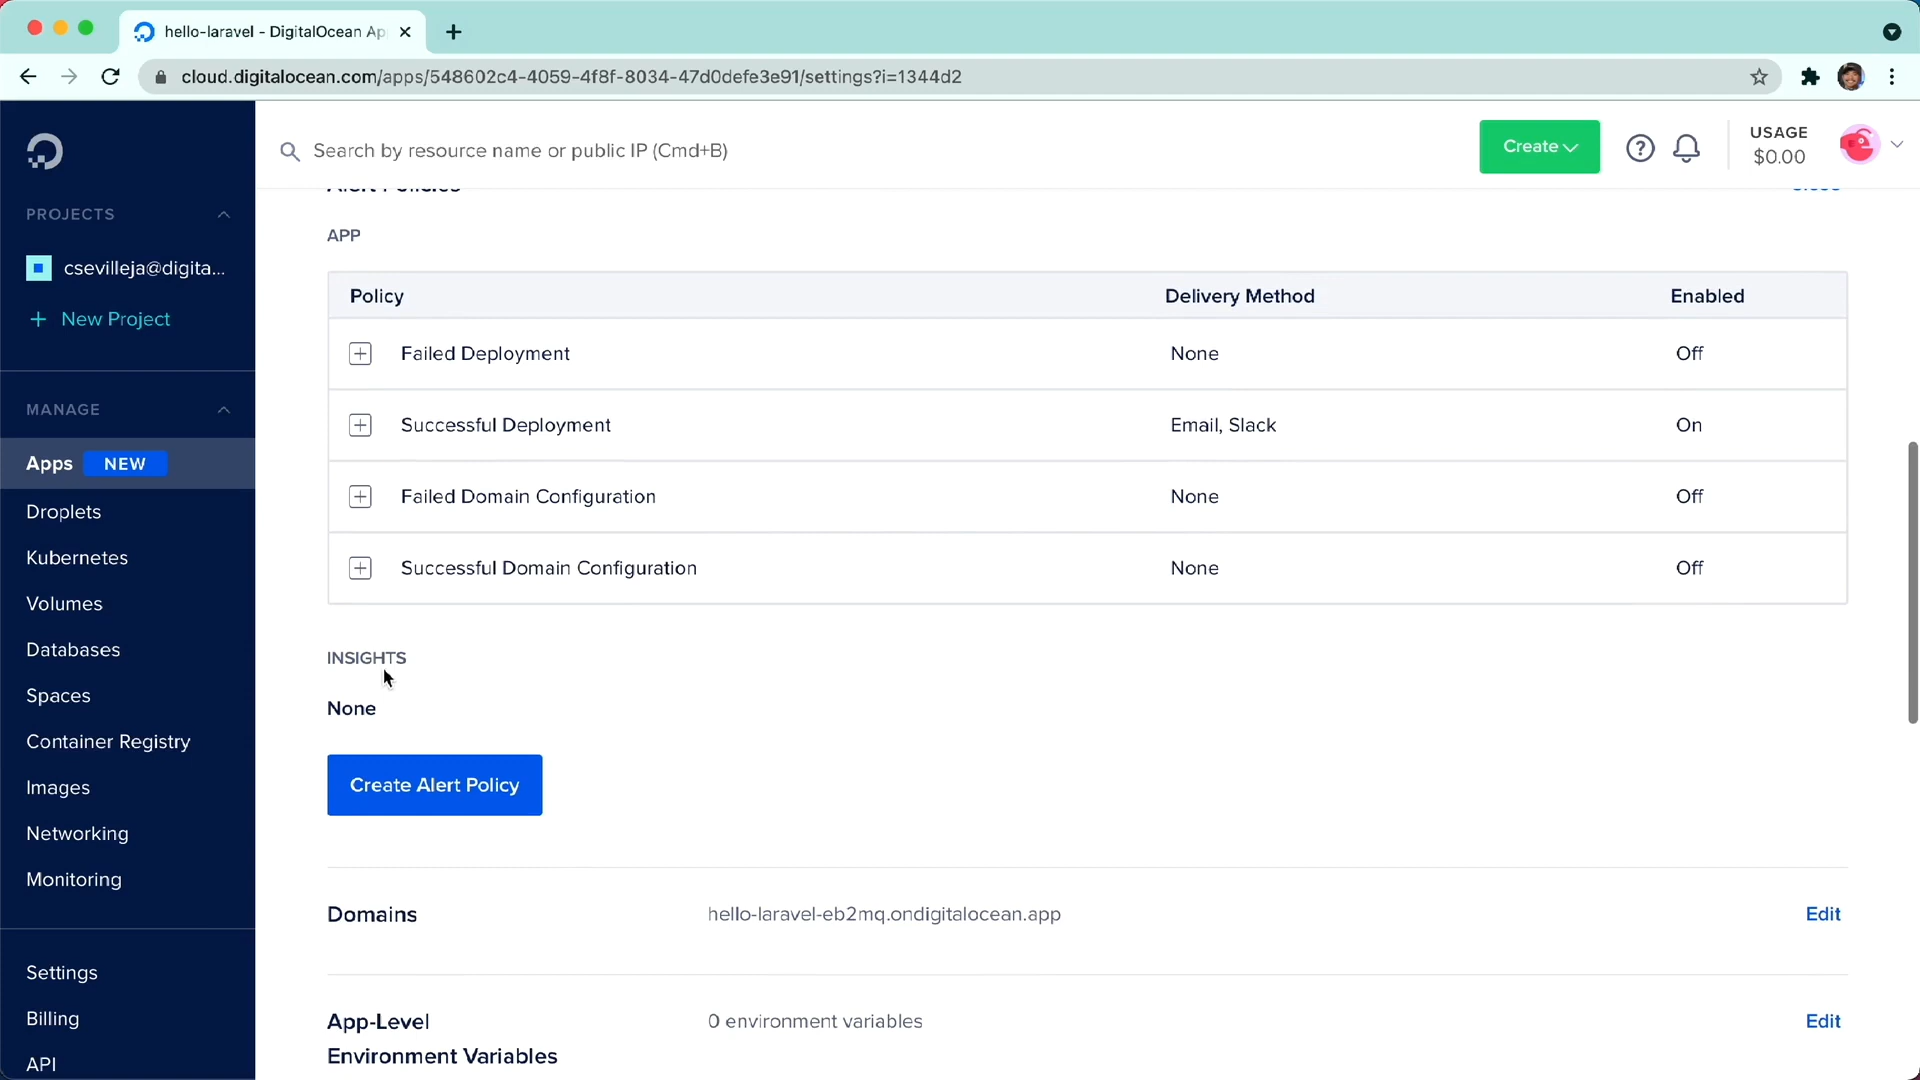 hello-laravel - DigitalOcean Ap
cloud.digitalocean.com/apps/548602c4-4059-4f8f-8034-47d0defe3e91/settings?i=1344d2
Search by resource name or public IP (Cmd+B)
Create
?
USAGE
$0.00
PROJECTS
csevilleja@digita...
+ New Project
MANAGE
Apps NEW
Droplets
Kubernetes
Volumes
Databases
Spaces
Container Registry
Images
Networking
Monitoring
Settings
Billing
API
Alert Policies
Close
APP
Policy Delivery Method Enabled
Failed Deployment None Off
Successful Deployment Email, Slack On
Failed Domain Configuration None Off
Successful Domain Configuration None Off
INSIGHTS
None
Create Alert Policy
Domains hello-laravel-eb2mq.ondigitalocean.app Edit
App-Level 0 environment variables Edit
Environment Variables